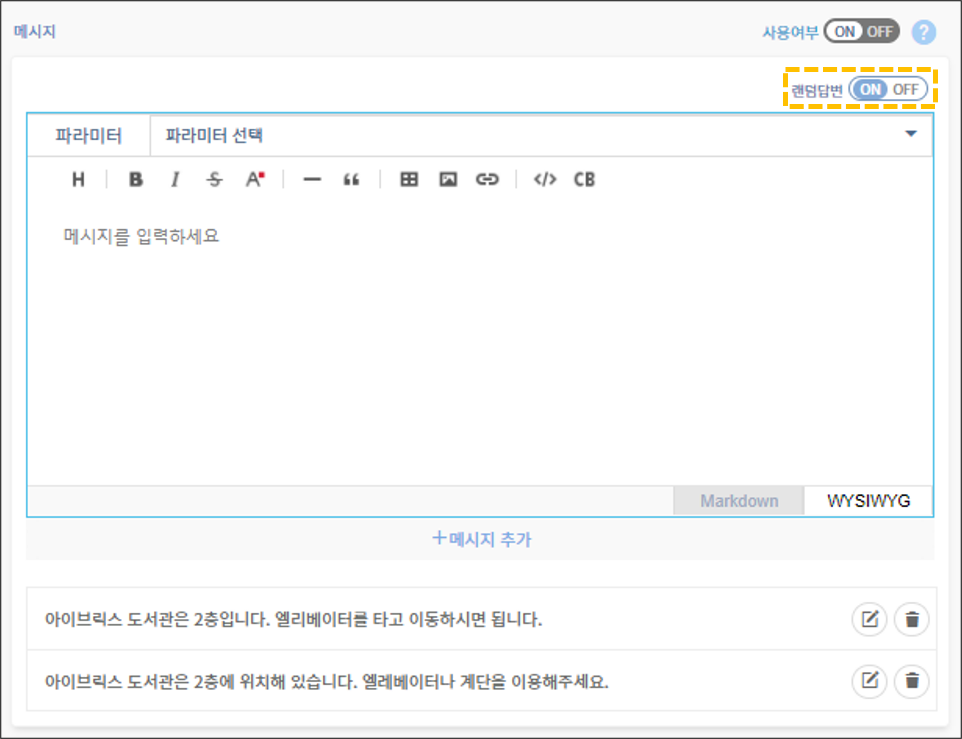 메시지
사용여부 ON OFF ?
랜덤답변 ON OFF
파라미터 파라미터 선택
H B I S A “ </> CB
메시지를 입력하세요
Markdown WYSIWYG
+메시지 추가
아이브릭스 도서관은 2층입니다. 엘리베이터를 타고 이동하시면 됩니다.
아이브릭스 도서관은 2층에 위치해 있습니다. 엘레베이터나 계단을 이용해주세요.